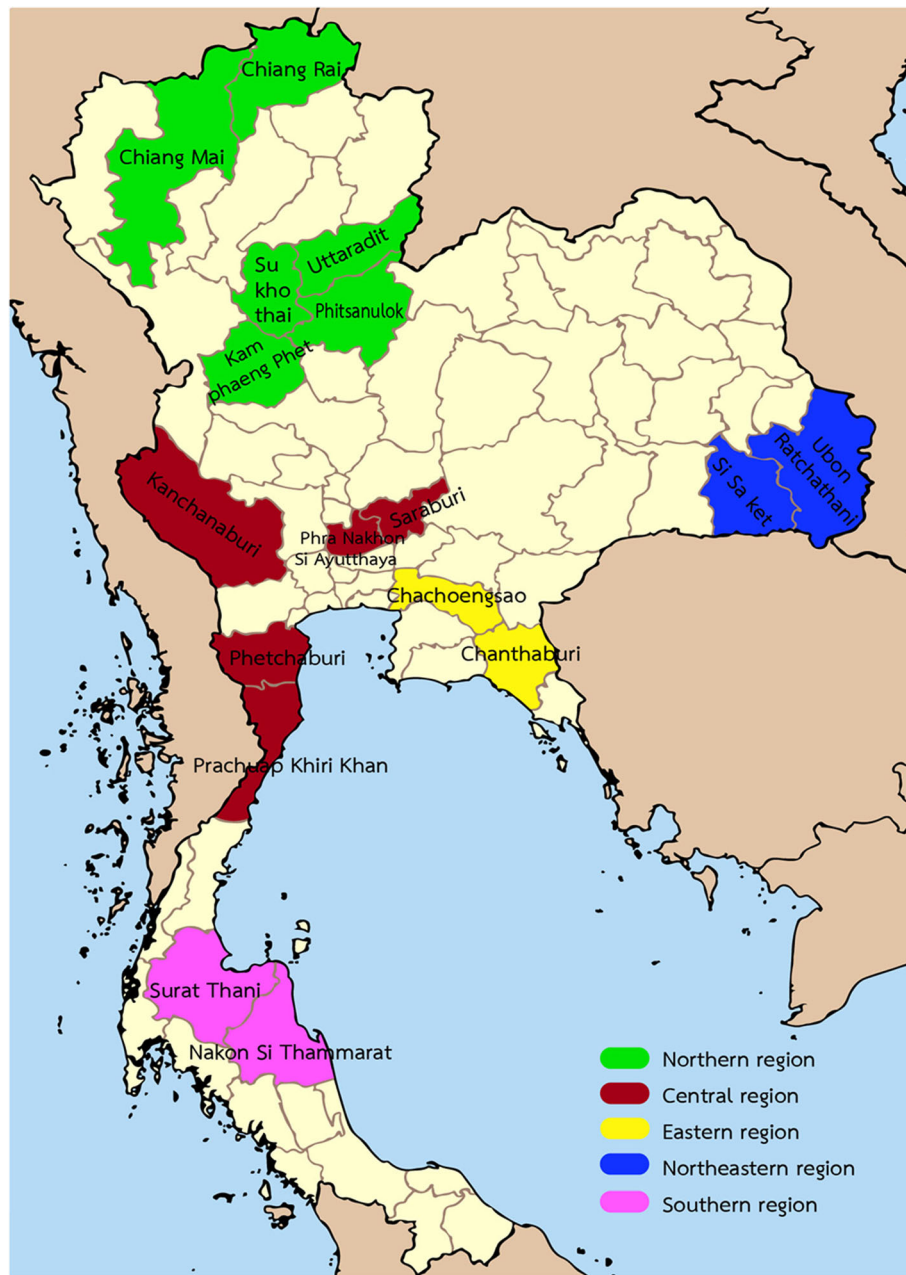 Chiang Rai
Chiang Mai
Uttaradit
Su
kho
thai
Phitsanulok
Kam
phaeng Phet
Ubon
Ratchathani
Si Sa ket
Kanchanaburi
Saraburi
Phra Nakhon
Si Ayutthaya
Chachoengsao
Phetchaburi
Chanthaburi
Prachuap Khiri Khan
Surat Thani
Nakon Si Thammarat
Northern region
Central region
Eastern region
Northeastern region
Southern region